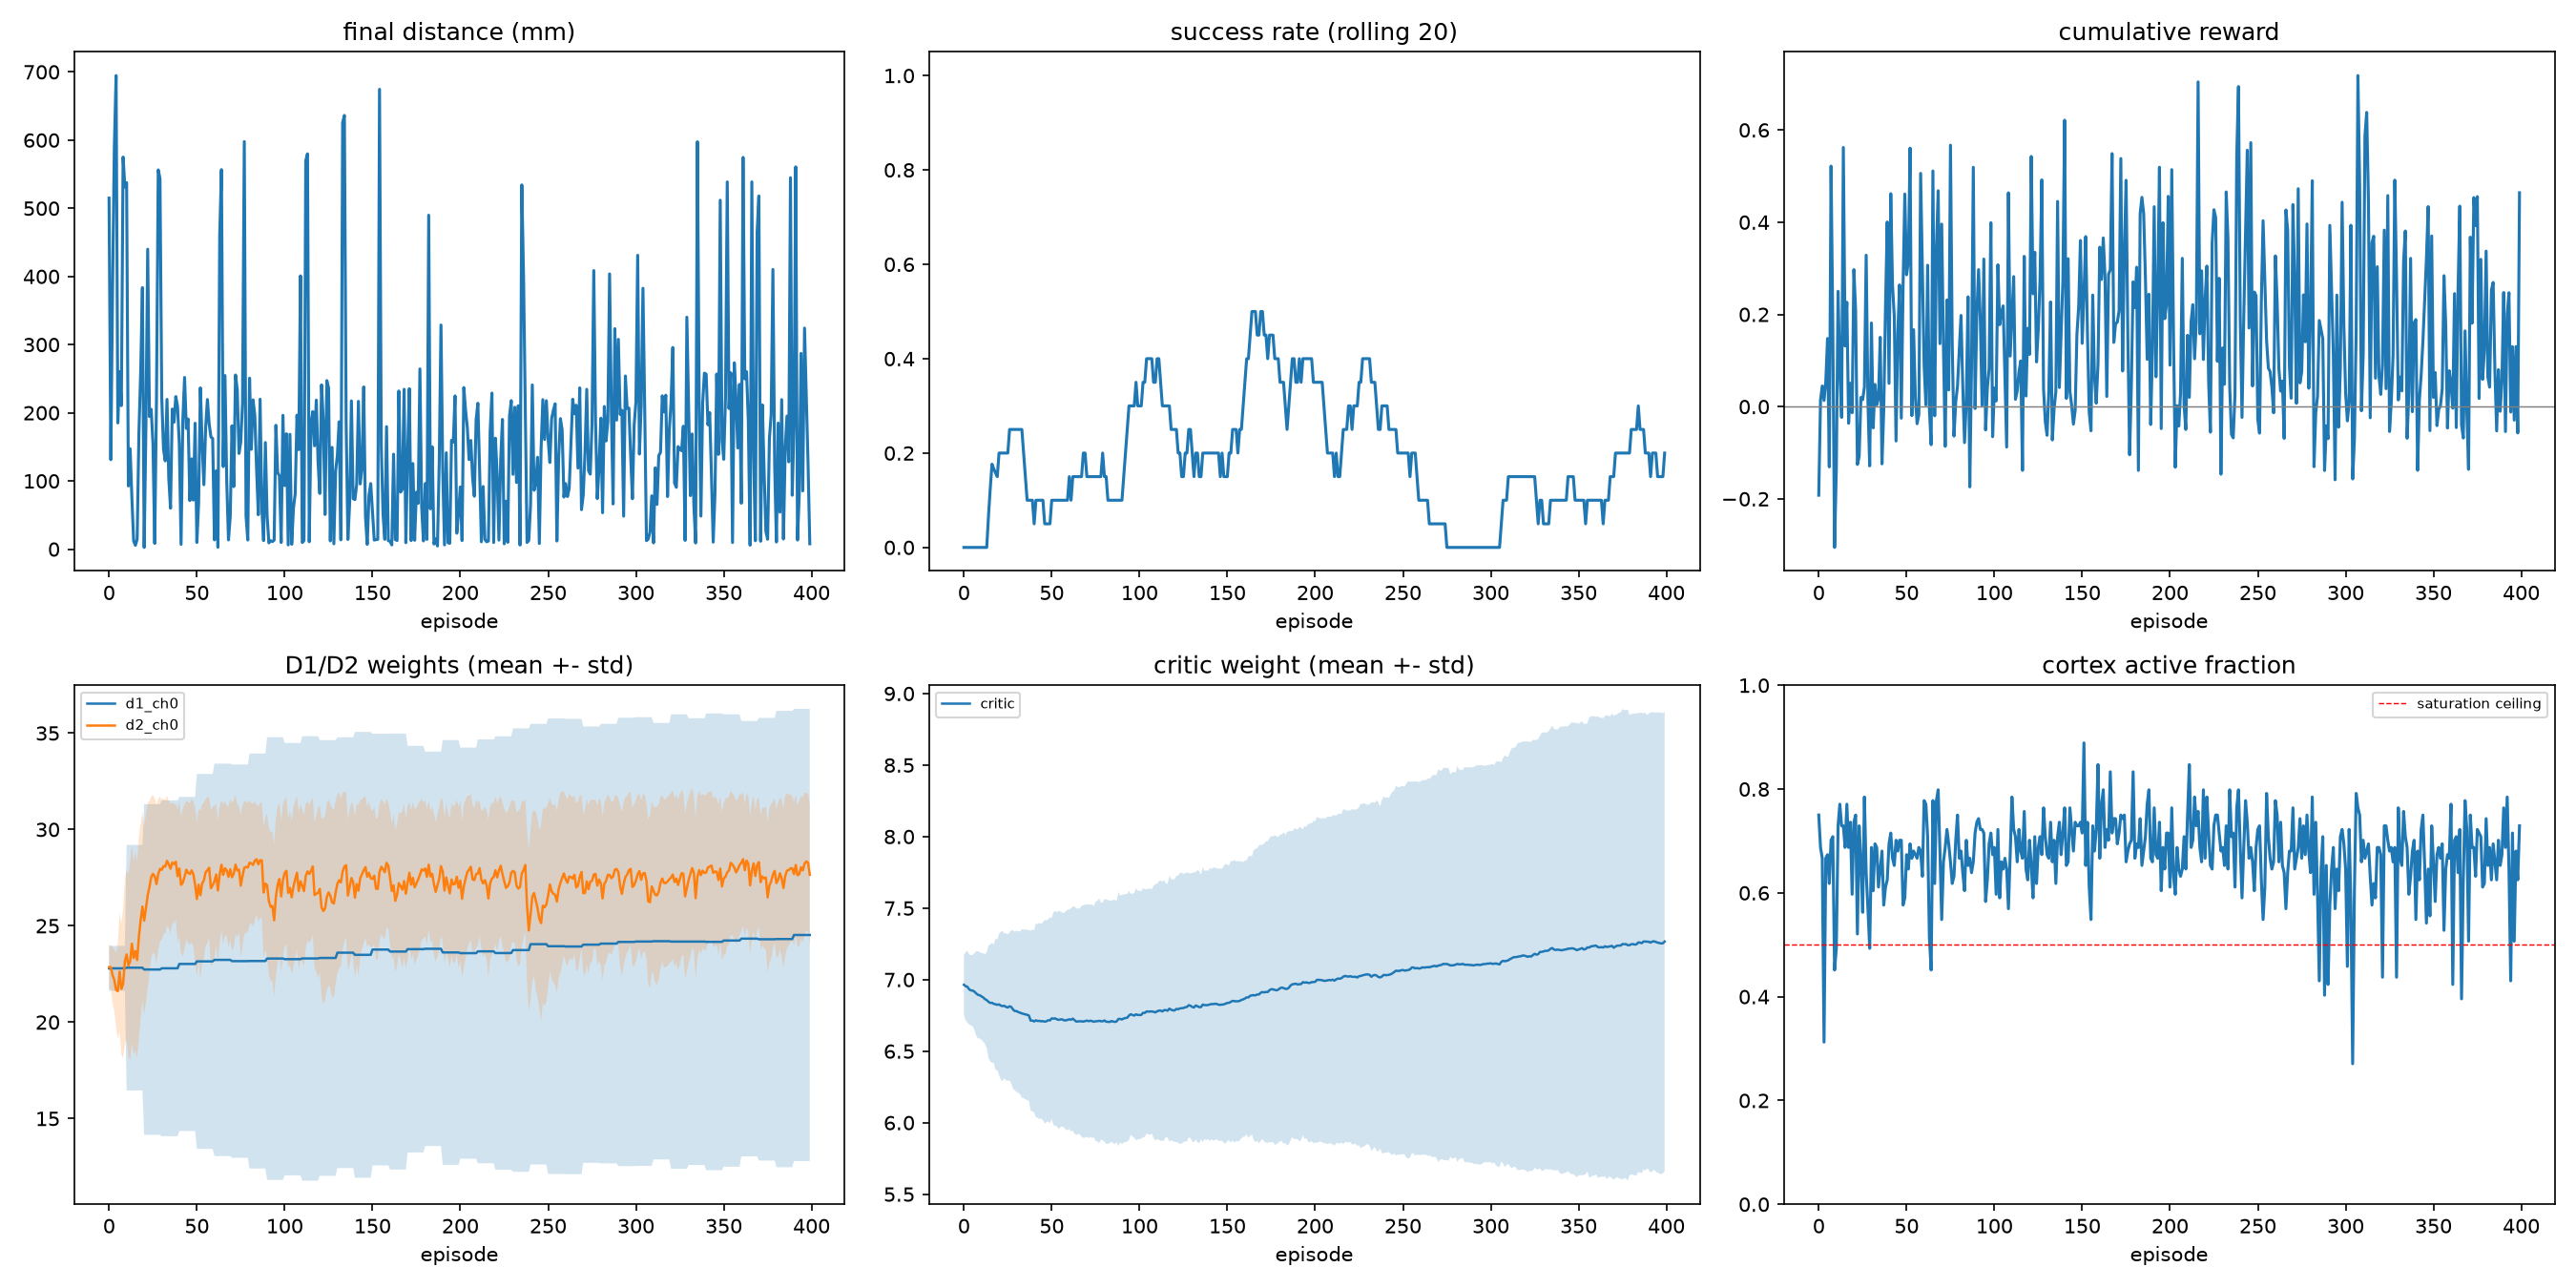 final distance (mm)
700
600
500
400
300
200
100
0
0 50 100 150 200 250 300 350 400
episode
success rate (rolling 20)
1.0
0.8
0.6
0.4
0.2
0.0
0 50 100 150 200 250 300 350 400
episode
cumulative reward
0.6
0.4
0.2
0.0
−0.2
0 50 100 150 200 250 300 350 400
episode
D1/D2 weights (mean +- std)
d1_ch0
d2_ch0
35
30
25
20
15
0 50 100 150 200 250 300 350 400
episode
critic weight (mean +- std)
critic
9.0
8.5
8.0
7.5
7.0
6.5
6.0
5.5
0 50 100 150 200 250 300 350 400
episode
cortex active fraction
saturation ceiling
1.0
0.8
0.6
0.4
0.2
0.0
0 50 100 150 200 250 300 350 400
episode